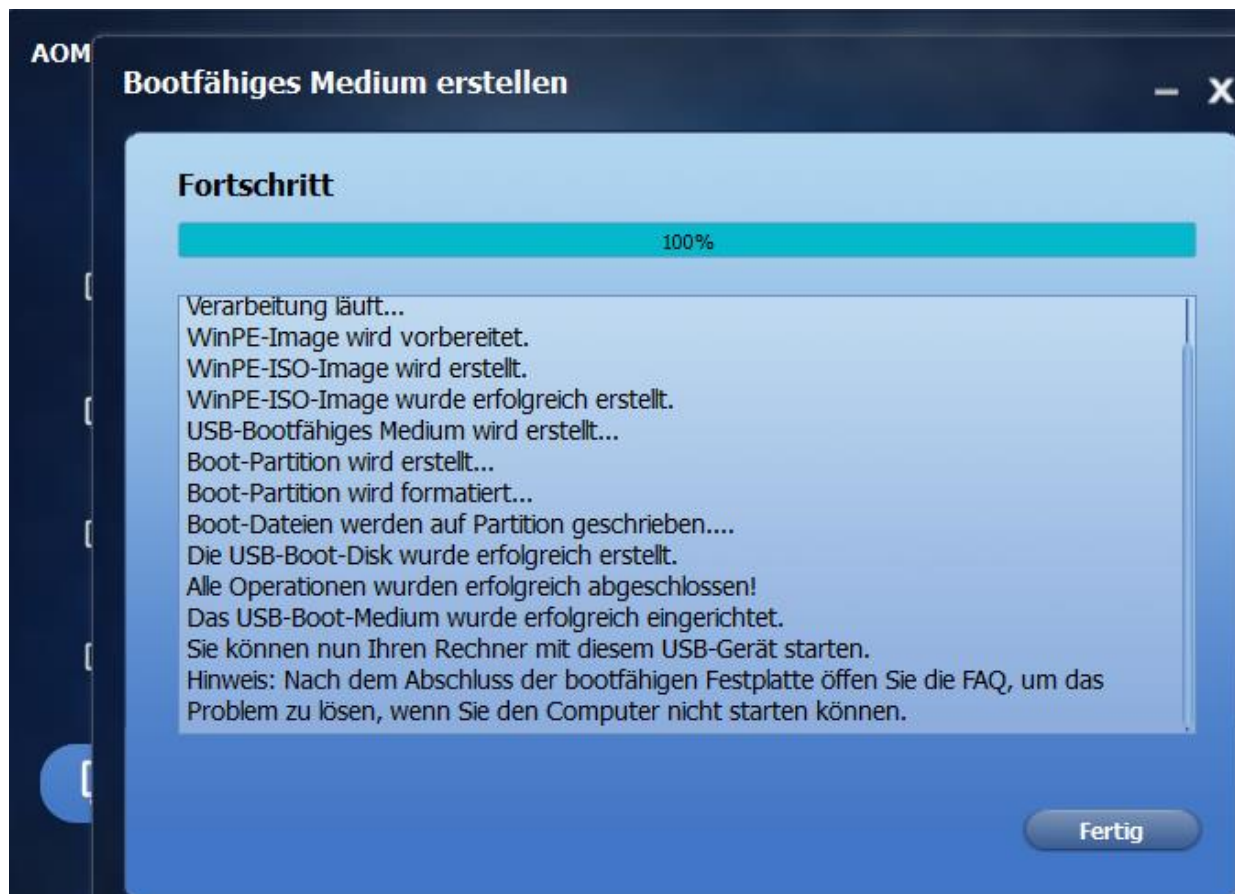 AOM
Bootfähiges Medium erstellen
Fortschritt
100%
Verarbeitung läuft...
WinPE-Image wird vorbereitet.
WinPE-ISO-Image wird erstellt.
WinPE-ISO-Image wurde erfolgreich erstellt.
USB-Bootfähiges Medium wird erstellt...
Boot-Partition wird erstellt...
Boot-Partition wird formatiert...
Boot-Dateien werden auf Partition geschrieben....
Die USB-Boot-Disk wurde erfolgreich erstellt.
Alle Operationen wurden erfolgreich abgeschlossen!
Das USB-Boot-Medium wurde erfolgreich eingerichtet.
Sie können nun Ihren Rechner mit diesem USB-Gerät starten.
Hinweis: Nach dem Abschluss der bootfähigen Festplatte öffen Sie die FAQ, um das
Problem zu lösen, wenn Sie den Computer nicht starten können.
Fertig